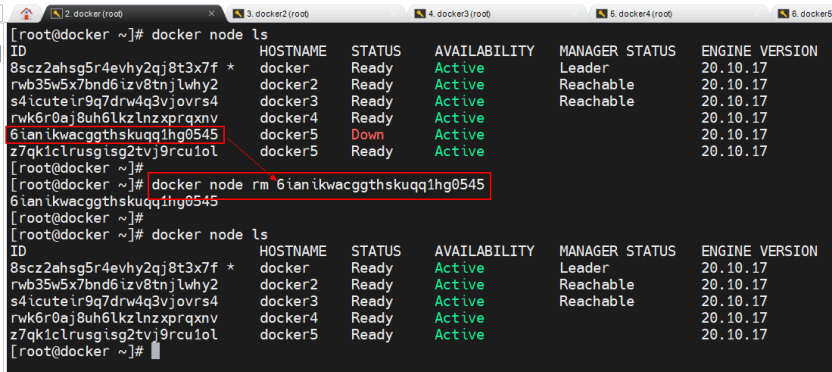 2. docker (root) × 3. docker2 (root) 4. docker3 (root) 5. docker4 (root) 6. docker5
[root@docker ~]# docker node ls
ID HOSTNAME STATUS AVAILABILITY MANAGER STATUS ENGINE VERSION
8scz2ahsg5r4evhy2qj8t3x7f * docker Ready Active Leader 20.10.17
rwb35w5x7bnd6izv8tnjlwhy2 docker2 Ready Active Reachable 20.10.17
s4icuteir9q7drw4q3vjovrs4 docker3 Ready Active Reachable 20.10.17
rwk6r0aj8uh6lkzlnzxprqxnv docker4 Ready Active 20.10.17
6ianikwacggthskuqq1hg0545 docker5 Down Active 20.10.17
z7qk1clrusgisg2tvj9rcu1ol docker5 Ready Active 20.10.17
[root@docker ~]#
[root@docker ~]# docker node rm 6ianikwacggthskuqq1hg0545
6ianikwacggthskuqq1hg0545
[root@docker ~]#
[root@docker ~]# docker node ls
ID HOSTNAME STATUS AVAILABILITY MANAGER STATUS ENGINE VERSION
8scz2ahsg5r4evhy2qj8t3x7f * docker Ready Active Leader 20.10.17
rwb35w5x7bnd6izv8tnjlwhy2 docker2 Ready Active Reachable 20.10.17
s4icuteir9q7drw4q3vjovrs4 docker3 Ready Active Reachable 20.10.17
rwk6r0aj8uh6lkzlnzxprqxnv docker4 Ready Active 20.10.17
z7qk1clrusgisg2tvj9rcu1ol docker5 Ready Active 20.10.17
[root@docker ~]#